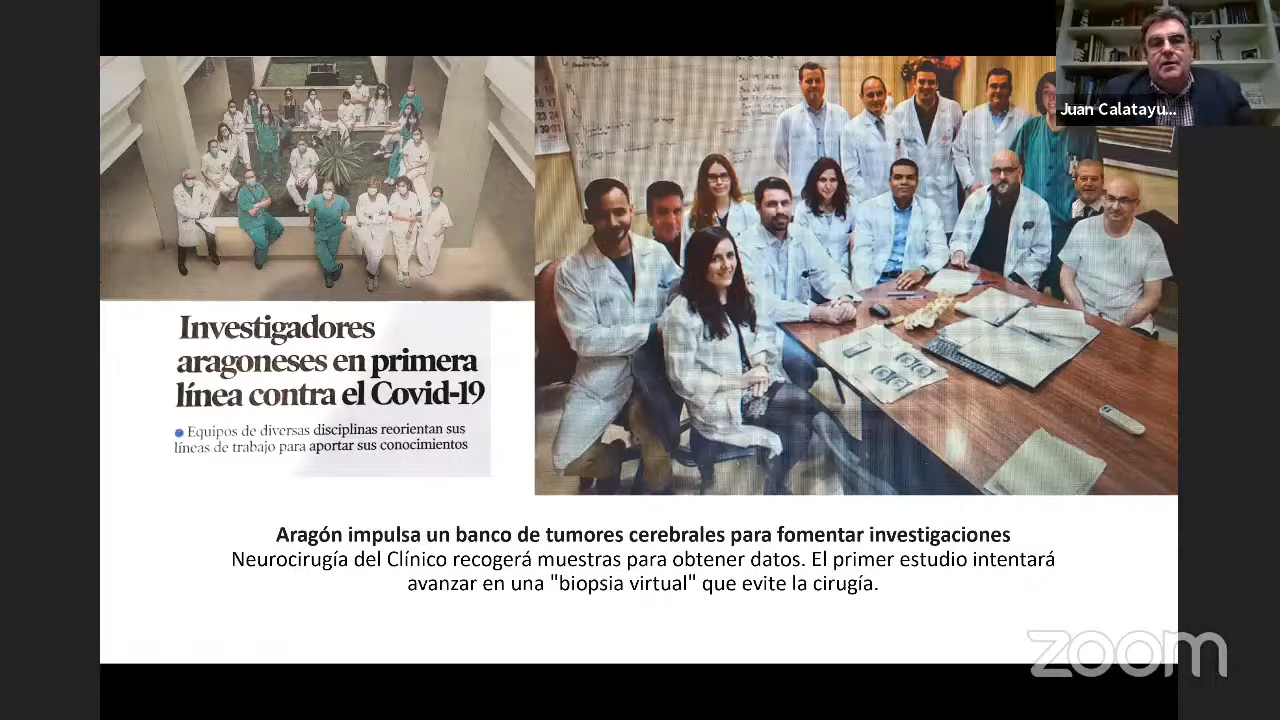 Juan Calatayu...
Investigadores
aragoneses en primera
línea contra el Covid-19
Equipos de diversas disciplinas reorientan sus
líneas de trabajo para aportar sus conocimientos
Aragón impulsa un banco de tumores cerebrales para fomentar investigaciones
Neurocirugía del Clínico recogerá muestras para obtener datos. El primer estudio intentará
avanzar en una "biopsia virtual" que evite la cirugía.
zoom